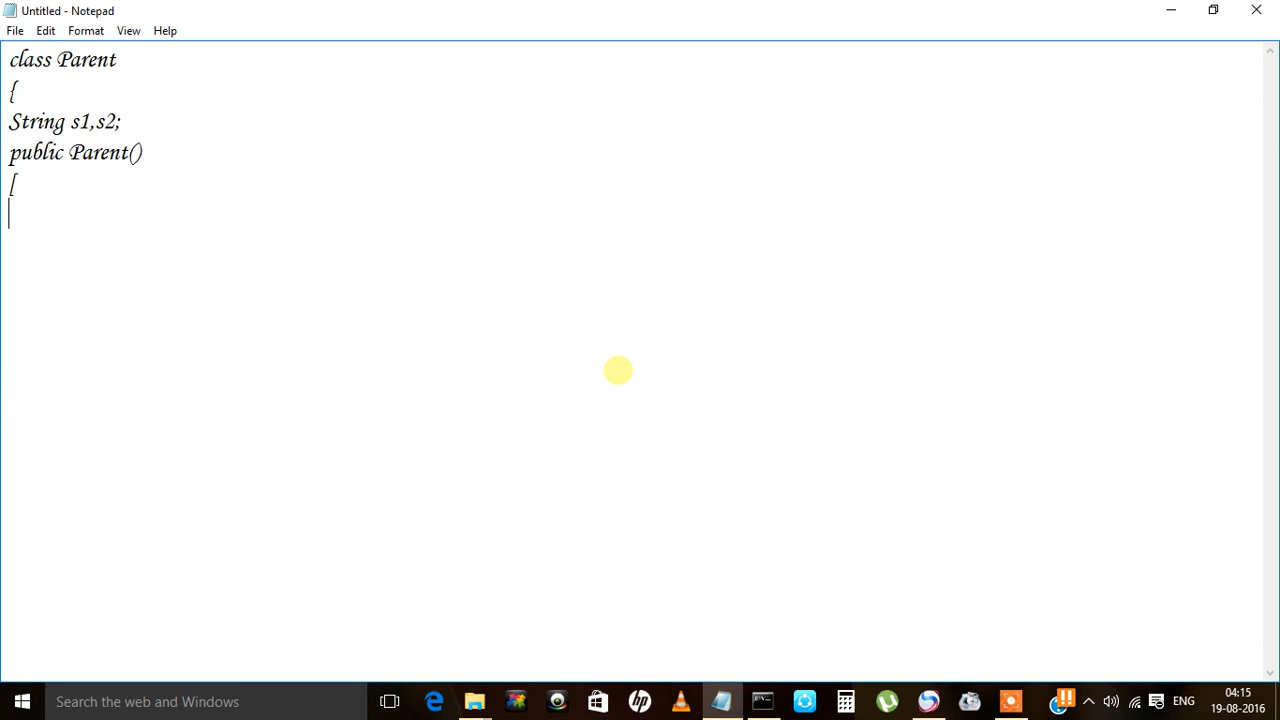 Untitled - Notepad
File Edit Format View Help
class Parent
{
String s1,s2;
public Parent()
[
Search the web and Windows
ENG
04:15
19-08-2016